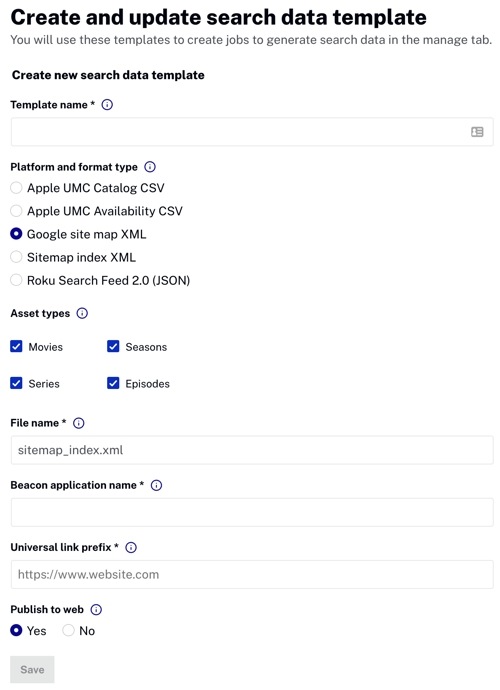 Create and update search data template
You will use these templates to create jobs to generate search data in the manage tab.
Create new search data template
Template name *
Platform and format type
Apple UMC Catalog CSV
Apple UMC Availability CSV
Google site map XML
Sitemap index XML
Roku Search Feed 2.0 (JSON)
Asset types
Movies Seasons
Series Episodes
File name *
sitemap_index.xml
Beacon application name *
Universal link prefix *
https://www.website.com
Publish to web
Yes No
Save